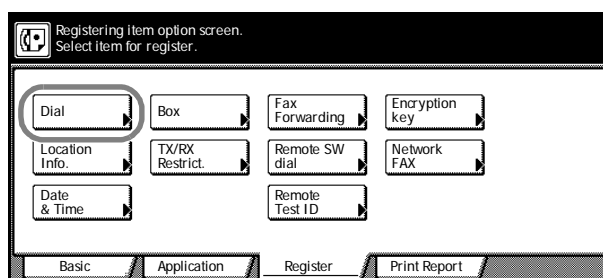 Registering item option screen.
Select item for register.
Dial
Box
Fax
Forwarding
Encryption
key
Location
Info.
TX/RX
Restrict.
Remote SW
dial
Network
FAX
Date
& Time
Remote
Test ID
Basic
Application
Register
Print Report